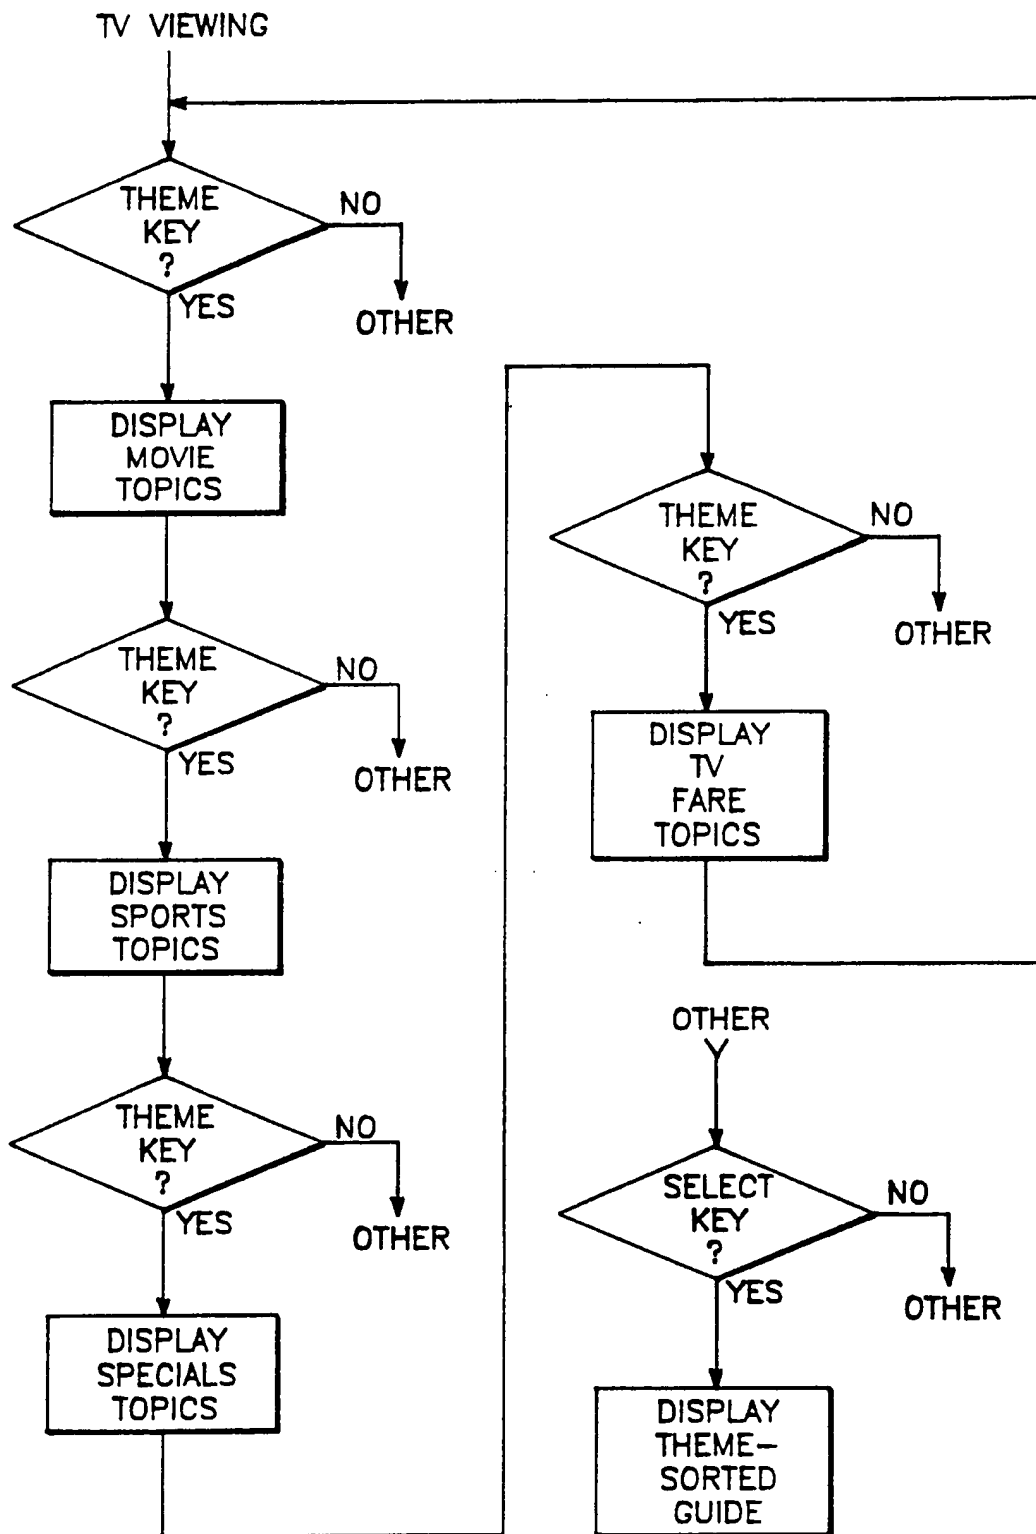 TV VIEWING
THEME
KEY
?
NO
YES
OTHER
DISPLAY
MOVIE
TOPICS
THEME
KEY
?
NO
YES
OTHER
DISPLAY
SPORTS
TOPICS
THEME
KEY
?
NO
YES
OTHER
DISPLAY
SPECIALS
TOPICS
THEME
KEY
?
NO
YES
OTHER
DISPLAY
TV
FARE
TOPICS
OTHER
SELECT
KEY
?
NO
YES
OTHER
DISPLAY
THEME-
SORTED
GUIDE